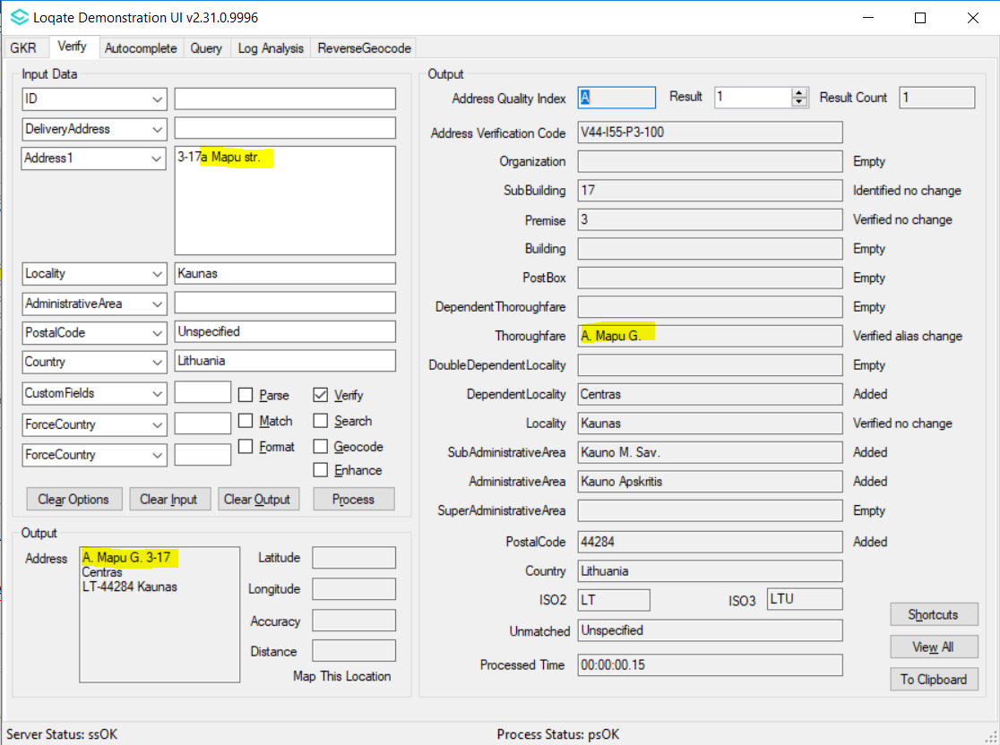 Loqate Demonstration UI v2.31.0.9996
GKR Verify Autocomplete Query Log Analysis ReverseGeocode
Input Data
ID
DeliveryAddress
Address1 3-17a Mapu str.
Locality Kaunas
AdministrativeArea
PostalCode Unspecified
Country Lithuania
CustomFields Parse Verify
ForceCountry Match Search
ForceCountry Format Geocode
Enhance
Clear Options Clear Input Clear Output Process
Output
Address A. Mapu G. 3-17
Centras
LT-44284 Kaunas
Latitude
Longitude
Accuracy
Distance
Map This Location
Output
Address Quality Index A Result 1 Result Count 1
Address Verification Code V44-I55-P3-100
Organization Empty
SubBuilding 17 Identified no change
Premise 3 Verified no change
Building Empty
PostBox Empty
DependentThoroughfare Empty
Thoroughfare A. Mapu G. Verified alias change
DoubleDependentLocality Empty
DependentLocality Centras Added
Locality Kaunas Verified no change
SubAdministrativeArea Kauno M. Sav. Added
AdministrativeArea Kauno Apskritis Added
SuperAdministrativeArea Empty
PostalCode 44284 Added
Country Lithuania
ISO2 LT ISO3 LTU
Unmatched Unspecified
Processed Time 00:00:00.15
Shortcuts
View All
To Clipboard
Server Status: ssOK Process Status: psOK